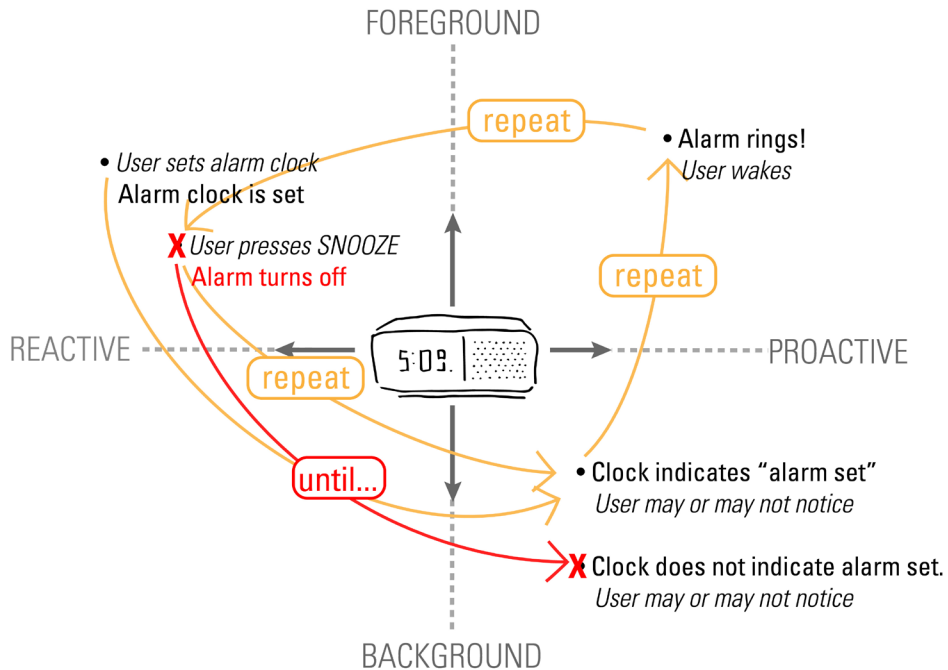 FOREGROUND
repeat
• Alarm rings!
User wakes
• User sets alarm clock
Alarm clock is set
X User presses SNOOZE
Alarm turns off
repeat
REACTIVE
5:09.
PROACTIVE
repeat
until...
• Clock indicates “alarm set”
User may or may not notice
X Clock does not indicate alarm set.
User may or may not notice
BACKGROUND